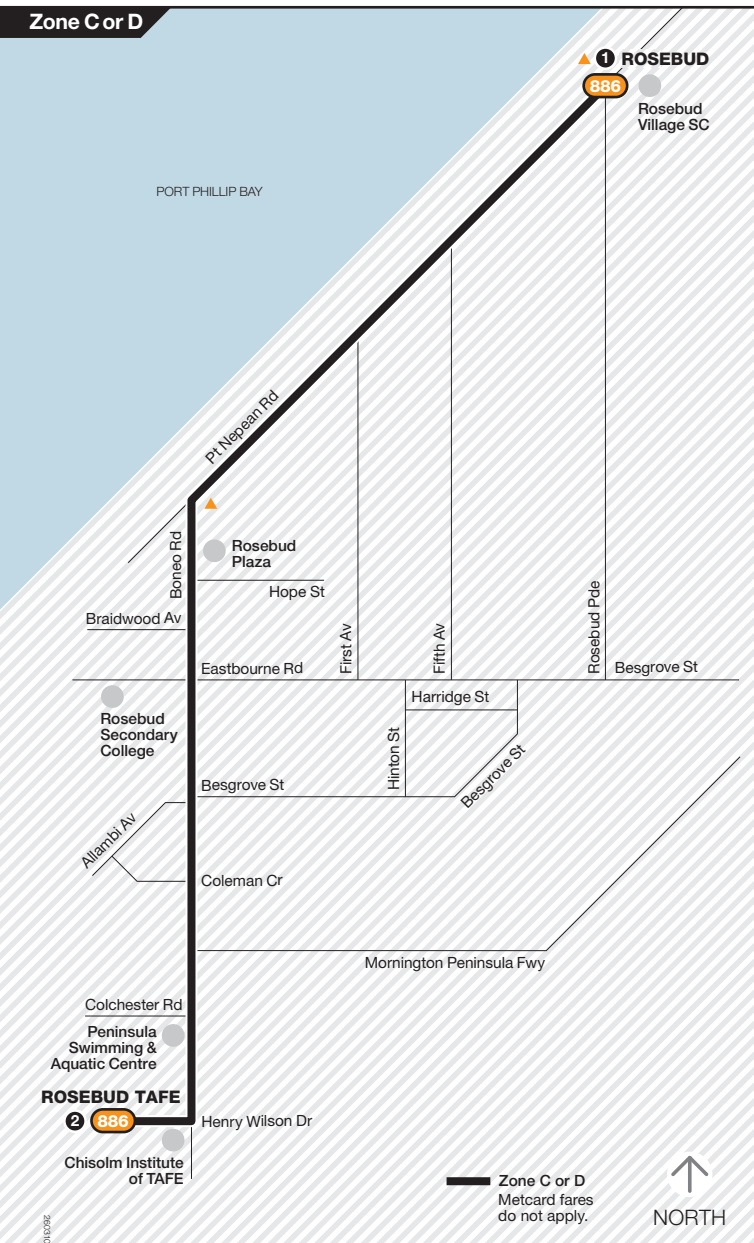 Zone C or D
1 ROSEBUD
886
Rosebud
Village SC
PORT PHILLIP BAY
Pt Nepean Rd
Boneo Rd
Rosebud
Plaza
Hope St
Braidwood Av
First Av
Fifth Av
Rosebud Pde
Eastbourne Rd
Besgrove St
Rosebud
Secondary
College
Harridge St
Hinton St
Besgrove St
Besgrove St
Allambi Av
Coleman Cr
Mornington Peninsula Fwy
Colchester Rd
Peninsula
Swimming &
Aquatic Centre
ROSEBUD TAFE
2 886
Henry Wilson Dr
Chisolm Institute
of TAFE
Zone C or D
Metcard fares
do not apply.
NORTH
260310